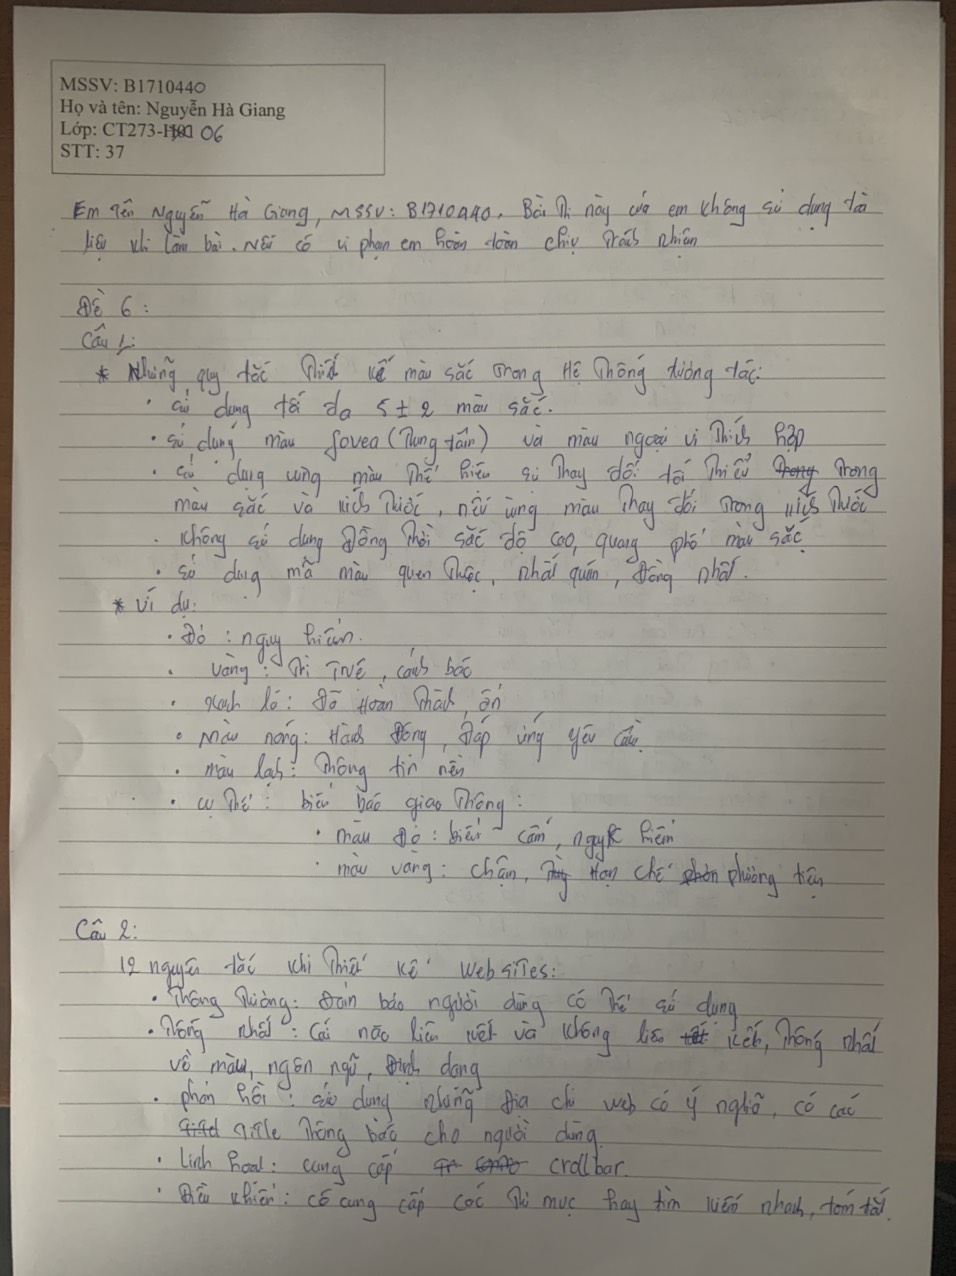 MSSV: B1710440
Họ và tên: Nguyễn Hà Giang
Lớp: CT273-06
STT: 37
Em tên Nguyễn Hà Giang, MSSV: B1710440. Bài thi này của em không sử dụng tài
liệu khi làm bài. Nếu có vi phạm em hoàn toàn chịu trách nhiệm
Đề 6:
Câu 1:
* Những quy tắc thiết kế màu sắc trong hệ thống tương tác:
• sử dụng tối đa 5 ± 2 màu sắc.
• sử dụng màu fovea (trung tâm) và màu ngoại vi thích hợp
• sử dụng vùng màu thể hiện sự thay đổi tối thiểu trong
màu sắc và kích thước, nếu vùng màu thay đổi trong kích thước
• không sử dụng đồng thời sắc độ cao, quang phổ màu sắc
• sử dụng mã màu quen thuộc, nhất quán, đồng nhất.
* Ví dụ:
• Đỏ : nguy hiểm.
• vàng : trì trệ, cảnh báo
• xanh lá : đã hoàn thành, ổn
• Màu nóng : Hành động, đáp ứng yêu cầu.
• màu lạnh : thông tin nền
• cụ thể : biển báo giao thông :
• màu đỏ : biển cấm, nguy hiểm
• màu vàng : chậm, Hạn chế phương tiện
Câu 2:
12 nguyên tắc khi thiết kế websites:
• Thông thường : Đảm bảo người dùng có thể sử dụng
• Thống nhất : Cái nào liên kết và không liên kết, thống nhất
về màu, ngôn ngữ, định dạng
• phản hồi : sử dụng những địa chỉ web có ý nghĩa, có các
title thông báo cho người dùng.
• Linh hoạt : cung cấp crollbar.
• Điều khiển : có cung cấp các thư mục hay tìm kiếm nhanh, tóm tắt.